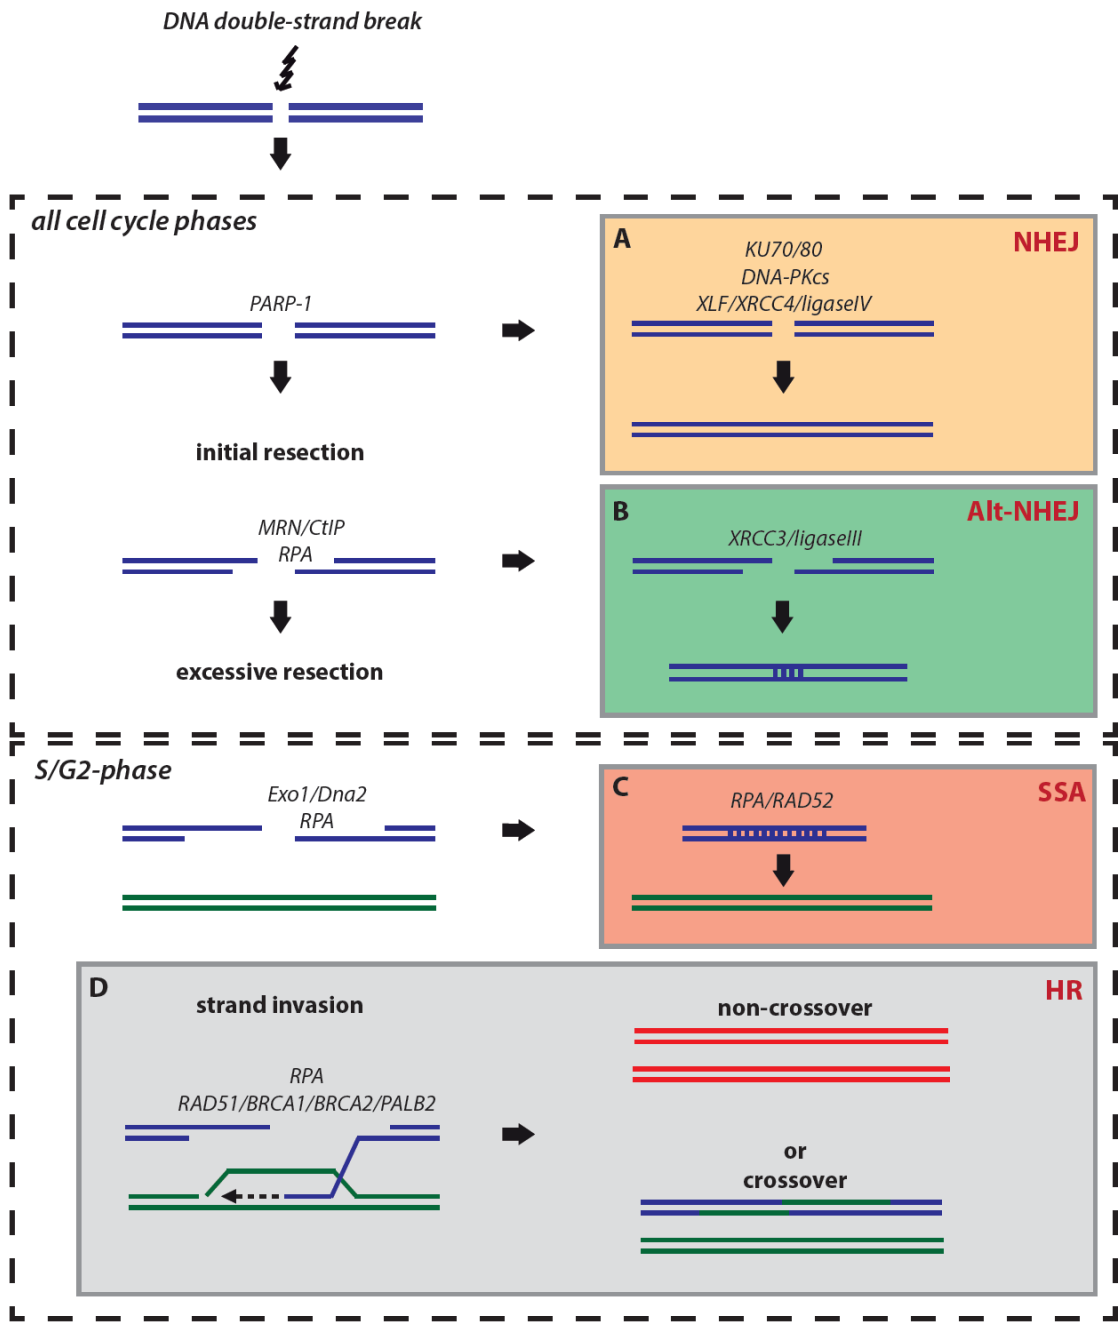 DNA double-strand break
all cell cycle phases
A
NHEJ
KU70/80
DNA-PKcs
XLF/XRCC4/ligaseIV
PARP-1
initial resection
B
Alt-NHEJ
XRCC3/ligaseIII
MRN/CtIP
RPA
excessive resection
S/G2-phase
Exo1/Dna2
RPA
C
SSA
RPA/RAD52
D
HR
strand invasion
RPA
RAD51/BRCA1/BRCA2/PALB2
non-crossover
or
crossover